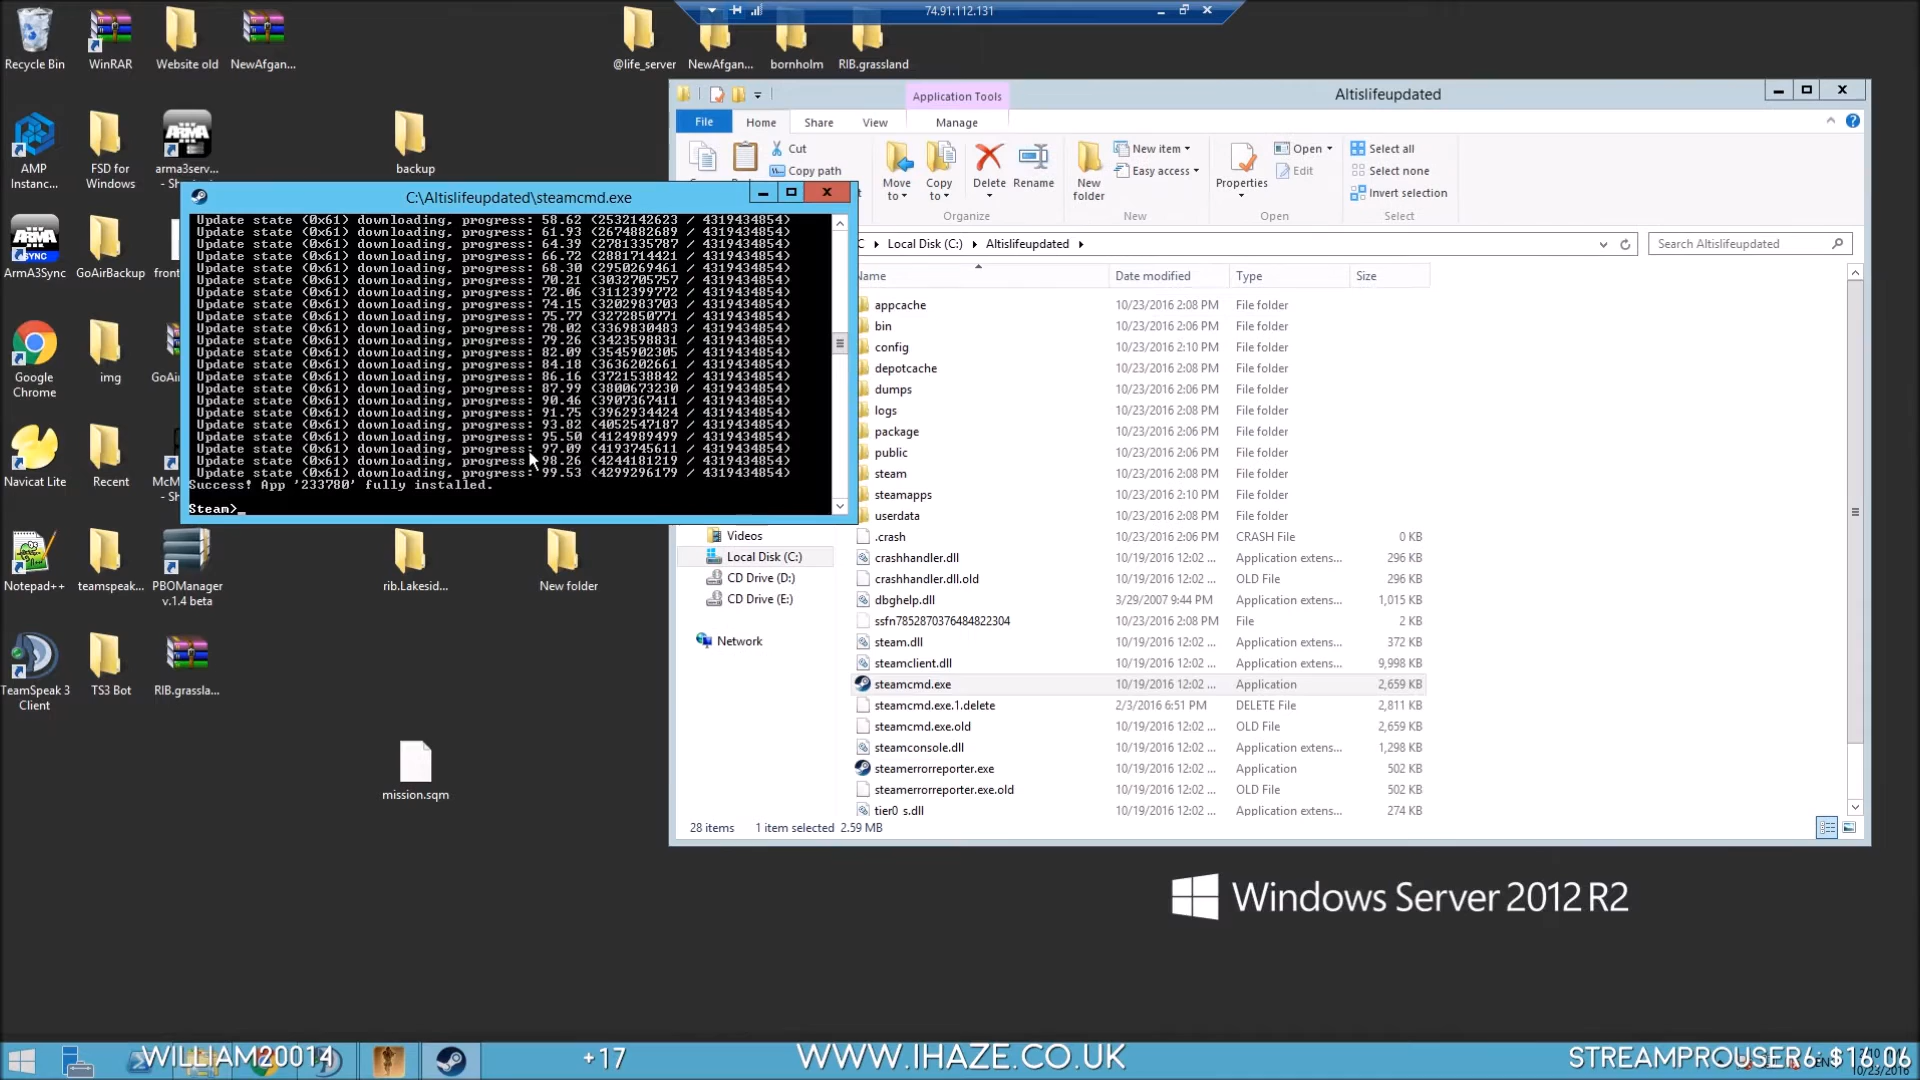 74.91.112.131
Recycle Bin
WinRAR
Website old
NewAfgan...
@life_server
NewAfgan...
bornholm
RIB.grassland
AMP
Instanc...
FSD for
Windows
arma3serv...
- Sh
backup
ArmA3Sync
GoAirBackup
front
Google
Chrome
img
GoAi
Navicat Lite
Recent
McM
- S
Notepad++
teamspeak...
PBOManager
v.1.4 beta
rib.Lakesid...
New folder
TeamSpeak 3
Client
TS3 Bot
RIB.grassla...
mission.sqm
C:\Altislifeupdated\steamcmd.exe
Update state (0x61) downloading, progress: 58.62 (2532142623 / 4319434854)
Update state (0x61) downloading, progress: 61.93 (2674882689 / 4319434854)
Update state (0x61) downloading, progress: 64.39 (2781335787 / 4319434854)
Update state (0x61) downloading, progress: 66.72 (2881714421 / 4319434854)
Update state (0x61) downloading, progress: 68.30 (2950269461 / 4319434854)
Update state (0x61) downloading, progress: 70.21 (3032705757 / 4319434854)
Update state (0x61) downloading, progress: 72.06 (3112399772 / 4319434854)
Update state (0x61) downloading, progress: 74.15 (3202983703 / 4319434854)
Update state (0x61) downloading, progress: 75.77 (3272850771 / 4319434854)
Update state (0x61) downloading, progress: 78.02 (3369830483 / 4319434854)
Update state (0x61) downloading, progress: 79.26 (3423598831 / 4319434854)
Update state (0x61) downloading, progress: 82.09 (3545902305 / 4319434854)
Update state (0x61) downloading, progress: 84.18 (3636202661 / 4319434854)
Update state (0x61) downloading, progress: 86.16 (3721538842 / 4319434854)
Update state (0x61) downloading, progress: 87.99 (3800673230 / 4319434854)
Update state (0x61) downloading, progress: 90.46 (3907367411 / 4319434854)
Update state (0x61) downloading, progress: 91.75 (3962934424 / 4319434854)
Update state (0x61) downloading, progress: 93.82 (4052547187 / 4319434854)
Update state (0x61) downloading, progress: 95.50 (4124989499 / 4319434854)
Update state (0x61) downloading, progress: 97.09 (4193745611 / 4319434854)
Update state (0x61) downloading, progress: 98.26 (4244181219 / 4319434854)
Update state (0x61) downloading, progress: 99.53 (4299296179 / 4319434854)
Success! App '233780' fully installed.
Steam>_
Application Tools
Altislifeupdated
File Home Share View Manage
Cut
Copy path
Move to
Copy to
Delete
Rename
Organize
New folder
New item
Easy access
New
Properties
Open
Edit
Open
Select all
Select none
Invert selection
Select
C Local Disk (C:) Altislifeupdated
Search Altislifeupdated
Name Date modified Type Size
appcache 10/23/2016 2:08 PM File folder
bin 10/23/2016 2:06 PM File folder
config 10/23/2016 2:10 PM File folder
depotcache 10/23/2016 2:08 PM File folder
dumps 10/23/2016 2:06 PM File folder
logs 10/23/2016 2:08 PM File folder
package 10/23/2016 2:06 PM File folder
public 10/23/2016 2:06 PM File folder
steam 10/23/2016 2:08 PM File folder
steamapps 10/23/2016 2:10 PM File folder
userdata 10/23/2016 2:08 PM File folder
.crash 10/23/2016 2:06 PM CRASH File 0 KB
crashhandler.dll 10/19/2016 12:02 ... Application extens... 296 KB
crashhandler.dll.old 10/19/2016 12:02 ... OLD File 296 KB
dbghelp.dll 3/29/2007 9:44 PM Application extens... 1,015 KB
ssfn7852870376484822304 10/23/2016 2:08 PM File 2 KB
steam.dll 10/19/2016 12:02 ... Application extens... 372 KB
steamclient.dll 10/19/2016 12:02 ... Application extens... 9,998 KB
steamcmd.exe 10/19/2016 12:02 ... Application 2,659 KB
steamcmd.exe.1.delete 2/3/2016 6:51 PM DELETE File 2,811 KB
steamcmd.exe.old 10/19/2016 12:02 ... OLD File 2,659 KB
steamconsole.dll 10/19/2016 12:02 ... Application extens... 1,298 KB
steamerrorreporter.exe 10/19/2016 12:02 ... Application 502 KB
steamerrorreporter.exe.old 10/19/2016 12:02 ... OLD File 502 KB
tier0_s.dll 10/19/2016 12:02 ... Application extens... 274 KB
Videos
Local Disk (C:)
CD Drive (D:)
CD Drive (E:)
Network
28 items 1 item selected 2.59 MB
Windows Server 2012 R2
WILLIAM20014
+17
WWW.IHAZE.CO.UK
STREAMPROUSER6: $16.06
10/23/2016